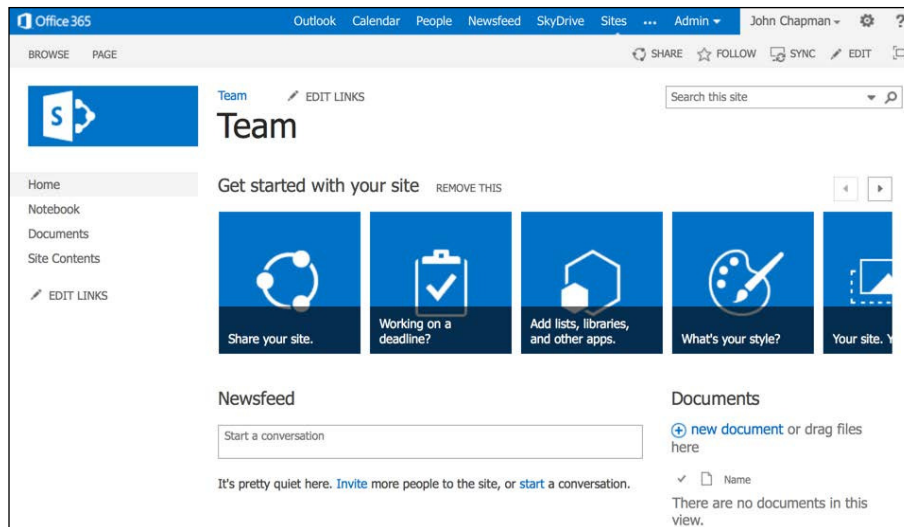 Office 365
Outlook Calendar People Newsfeed SkyDrive Sites ... Admin John Chapman ?
BROWSE PAGE
SHARE FOLLOW SYNC EDIT
S
Team EDIT LINKS
Search this site
Team
Home
Notebook
Documents
Site Contents
EDIT LINKS
Get started with your site REMOVE THIS
Share your site.
Working on a
deadline?
Add lists, libraries,
and other apps.
What's your style?
Your site.
Newsfeed
Start a conversation
It's pretty quiet here. Invite more people to the site, or start a conversation.
Documents
new document or drag files
here
Name
There are no documents in this
view.